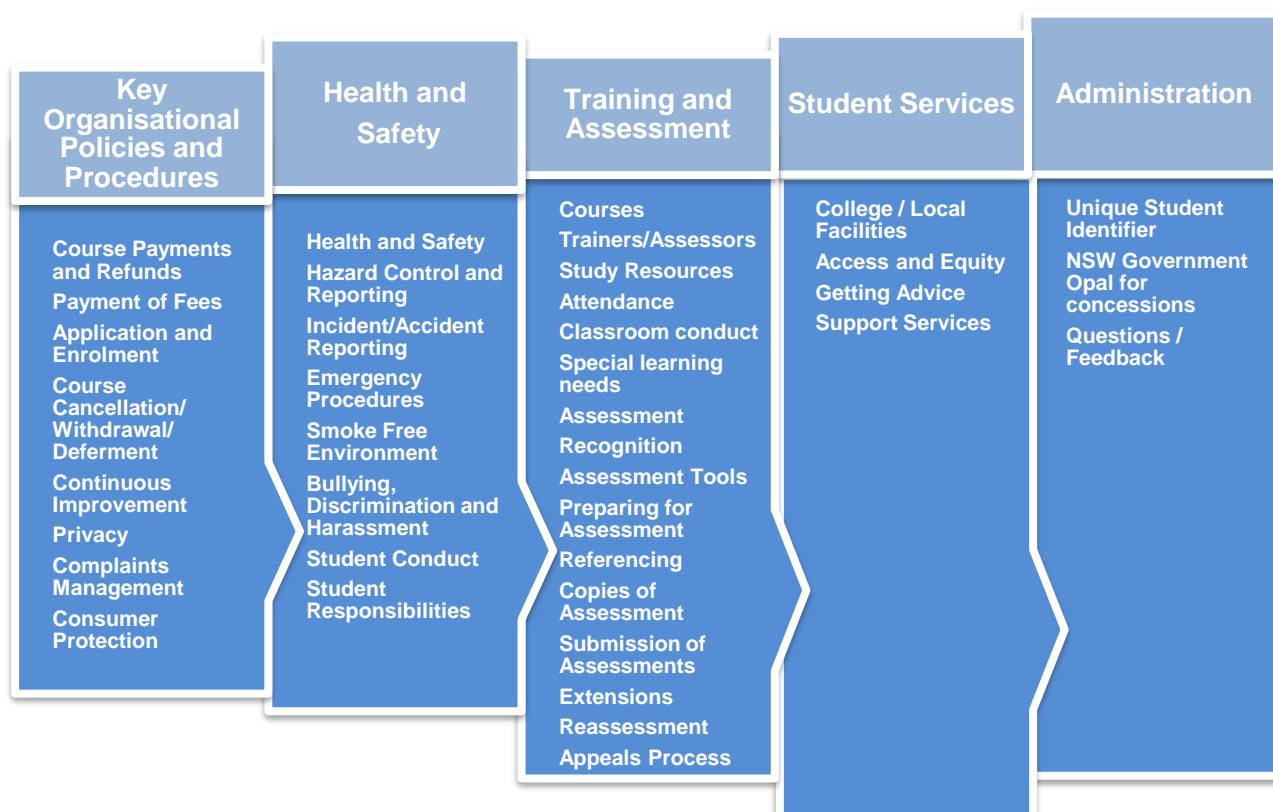 Key
Organisational
Policies and
Procedures
Course Payments
and Refunds
Payment of Fees
Application and
Enrolment
Course
Cancellation/
Withdrawal/
Deferment
Continuous
Improvement
Privacy
Complaints
Management
Consumer
Protection
Health and
Safety
Health and Safety
Hazard Control and
Reporting
Incident/Accident
Reporting
Emergency
Procedures
Smoke Free
Environment
Bullying,
Discrimination and
Harassment
Student Conduct
Student
Responsibilities
Training and
Assessment
Courses
Trainers/Assessors
Study Resources
Attendance
Classroom conduct
Special learning
needs
Assessment
Recognition
Assessment Tools
Preparing for
Assessment
Referencing
Copies of
Assessment
Submission of
Assessments
Extensions
Reassessment
Appeals Process
Student Services
College / Local
Facilities
Access and Equity
Getting Advice
Support Services
Administration
Unique Student
Identifier
NSW Government
Opal for
concessions
Questions /
Feedback